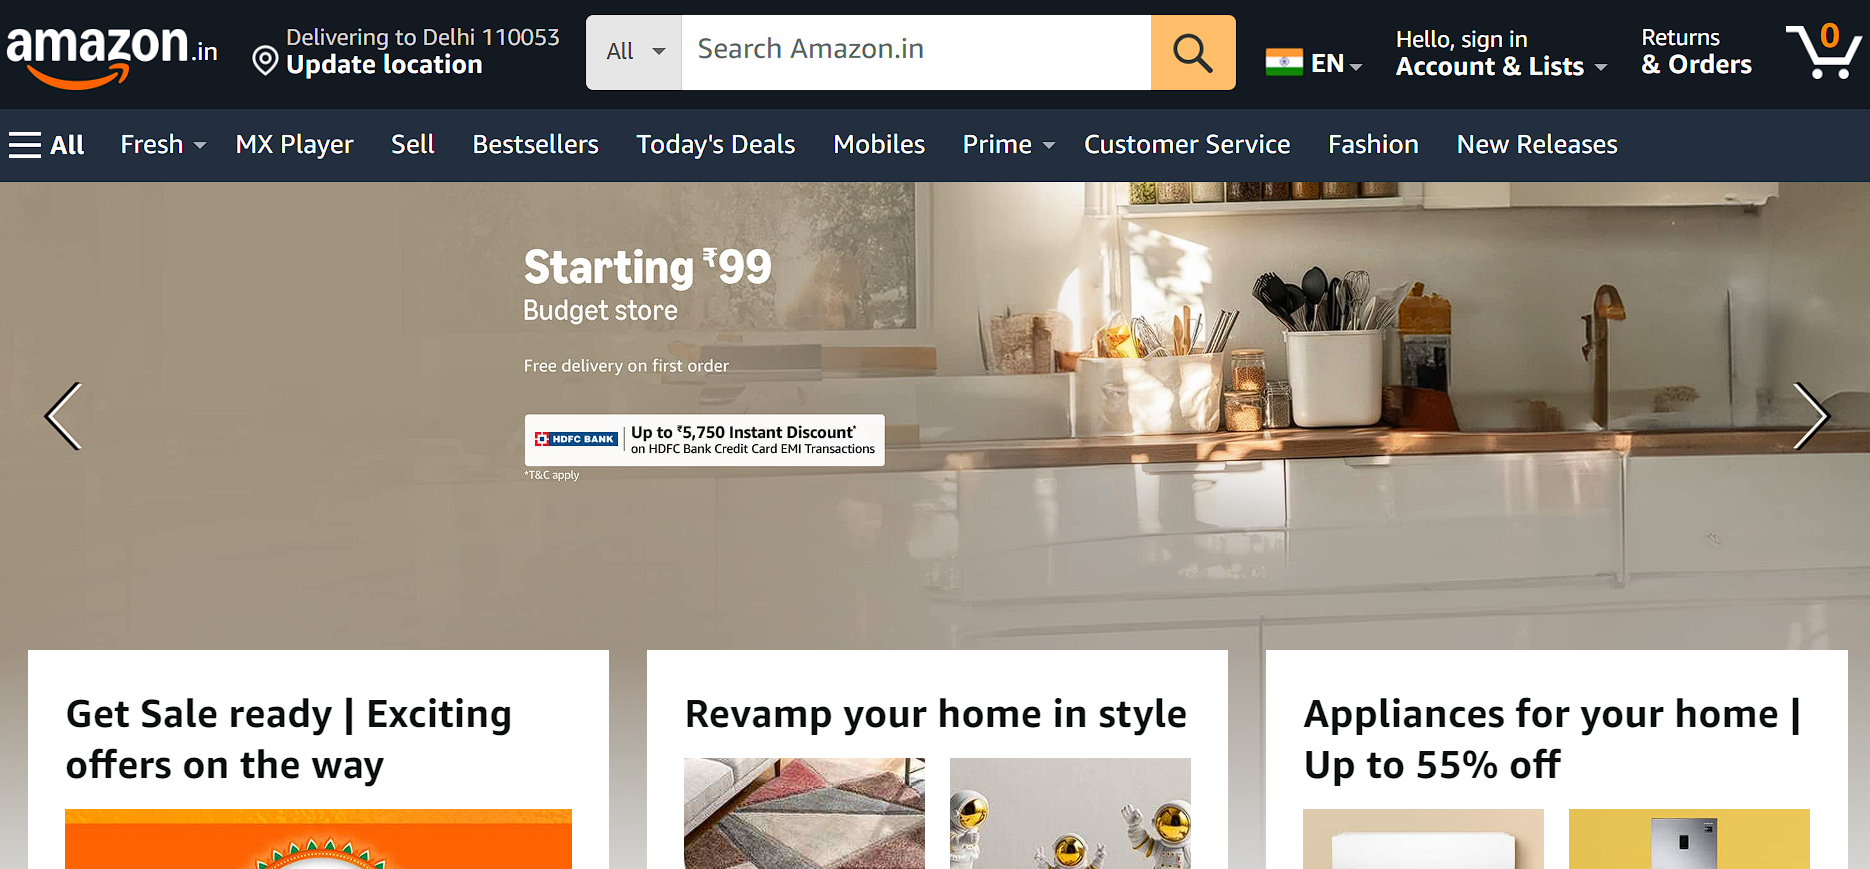 amazon.in
Delivering to Delhi 110053
Update location
All
Search Amazon.in
EN
Hello, sign in
Account & Lists
Returns
& Orders
0
All
Fresh
MX Player
Sell
Bestsellers
Today's Deals
Mobiles
Prime
Customer Service
Fashion
New Releases
Starting ₹99
Budget store
Free delivery on first order
HDFC BANK
Up to ₹5,750 Instant Discount*
on HDFC Bank Credit Card EMI Transactions
*T&C apply
Get Sale ready | Exciting
offers on the way
Revamp your home in style
Appliances for your home |
Up to 55% off